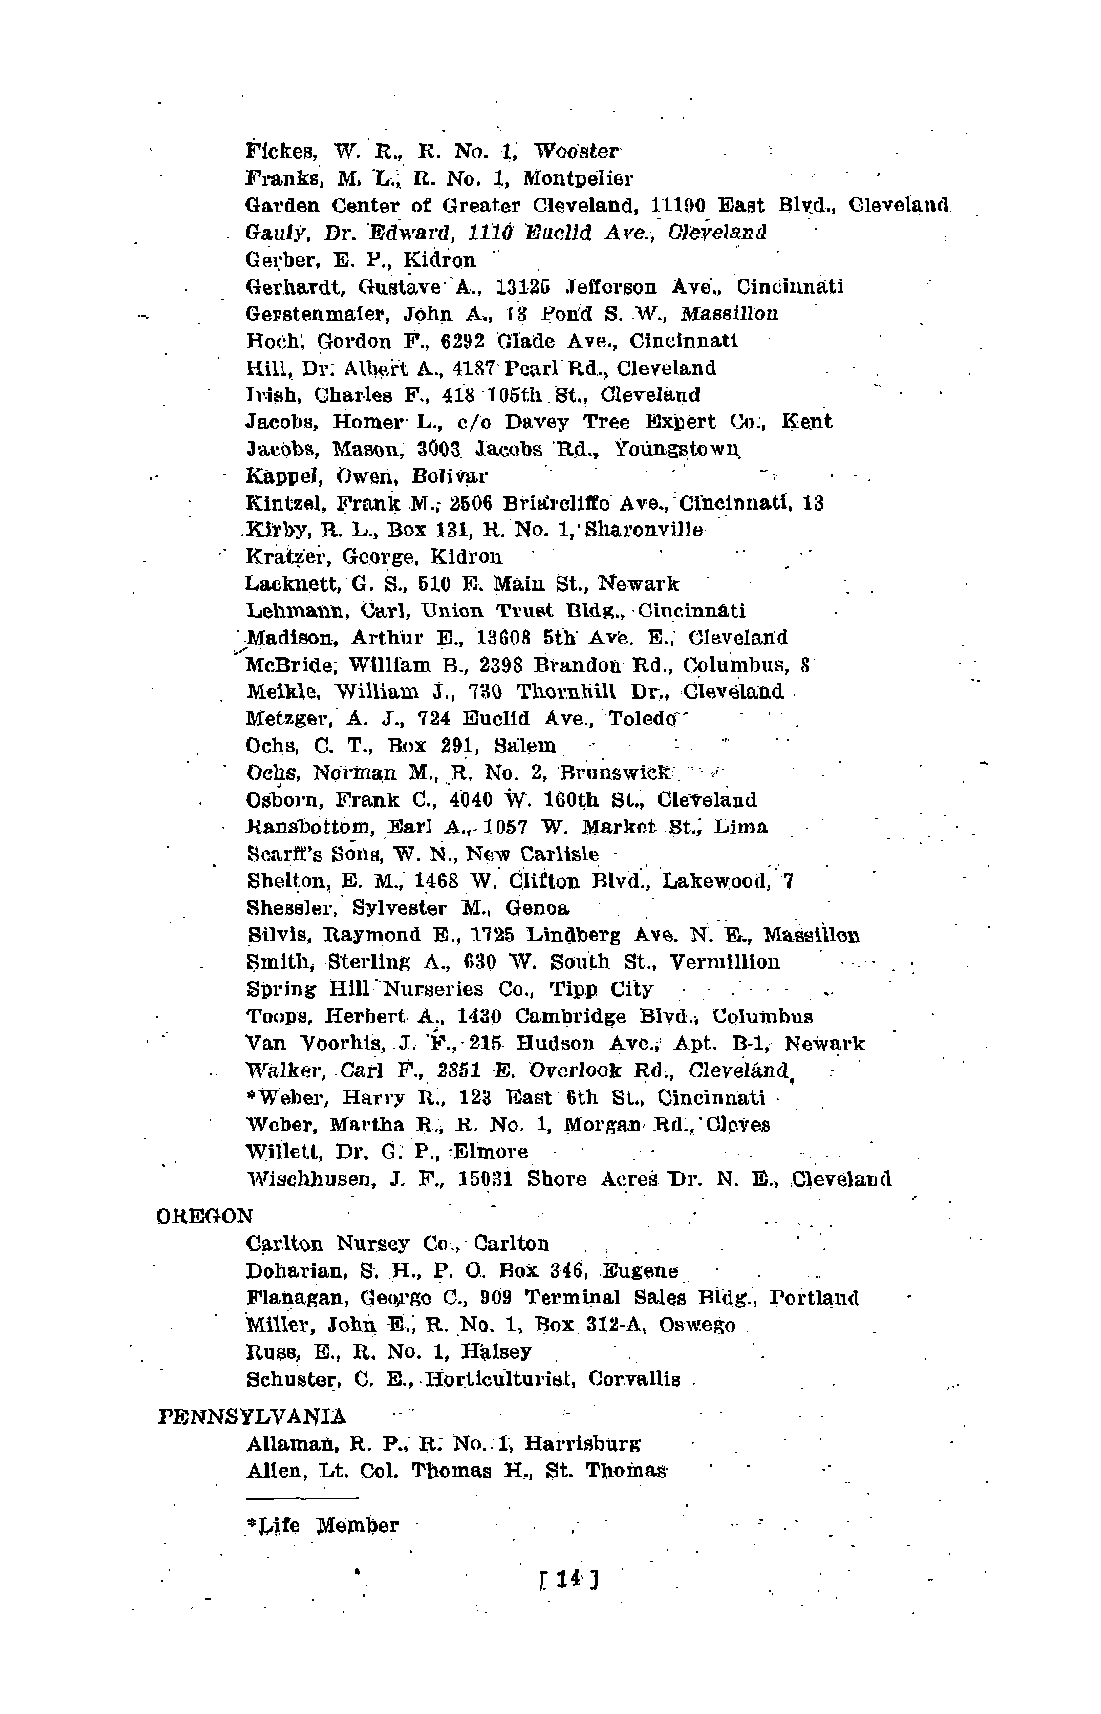 Fickes, W. R., R. No. 1, Wooster
Franks, M. L., R. No. 1, Montpelier
Garden Center of Greater Cleveland, 11190 East Blvd., Cleveland
Gauly, Dr. Edward, 1110 Euclid Ave., Cleveland
Gerber, E. P., Kidron
Gerhardt, Gustave A., 13125 Jefferson Ave., Cincinnati
Gerstenmaier, John A., 13 Pond S. W., Massillon
Hoch, Gordon F., 6292 Glade Ave., Cincinnati
Hill, Dr. Albert A., 4187 Pearl Rd., Cleveland
Irish, Charles F., 418 105th St., Cleveland
Jacobs, Homer L., c/o Davey Tree Expert Co., Kent
Jacobs, Mason, 3003 Jacobs Rd., Youngstown
Kappel, Owen, Bolivar
Kintzel, Frank M., 2506 Briarcliffe Ave., Cincinnati, 13
Kirby, R. L., Box 131, R. No. 1, Sharonville
Kratzer, George, Kidron
Lacknett, G. S., 510 E. Main St., Newark
Lehmann, Carl, Union Trust Bldg., Cincinnati
Madison, Arthur E., 13608 5th Ave. E., Cleveland
McBride, William B., 2398 Brandon Rd., Columbus, 8
Meikle, William J., 730 Thornhill Dr., Cleveland
Metzger, A. J., 724 Euclid Ave., Toledo
Ochs, C. T., Box 291, Salem
Ochs, Norman M., R. No. 2, Brunswick
Osborn, Frank C., 4040 W. 160th St., Cleveland
Ransbottom, Earl A., 1057 W. Market St., Lima
Scarff's Sons, W. N., New Carlisle
Shelton, E. M., 1468 W. Clifton Blvd., Lakewood, 7
Shessler, Sylvester M., Genoa
Silvis, Raymond E., 1725 Lindberg Ave. N. E., Massillon
Smith, Sterling A., 630 W. South St., Vermillion
Spring Hill Nurseries Co., Tipp City
Toops, Herbert A., 1430 Cambridge Blvd., Columbus
Van Voorhis, J. F., 215 Hudson Ave., Apt. B-1, Newark
Walker, Carl F., 2851 E. Overlook Rd., Cleveland,
*Weber, Harry R., 123 East 6th St., Cincinnati
Weber, Martha R., R. No. 1, Morgan Rd., Cleves
Willett, Dr. G. P., Elmore
Wischhusen, J. F., 15031 Shore Acres Dr. N. E., Cleveland
OREGON
Carlton Nursey Co., Carlton
Doharian, S. H., P. O. Box 346, Eugene
Flanagan, George C., 909 Terminal Sales Bldg., Portland
Miller, John E., R. No. 1, Box 312-A, Oswego
Russ, E., R. No. 1, Halsey
Schuster, C. E., Horticulturist, Corvallis
PENNSYLVANIA
Allaman, R. P., R. No. 1, Harrisburg
Allen, Lt. Col. Thomas H., St. Thomas
*Life Member
[ 14 ]